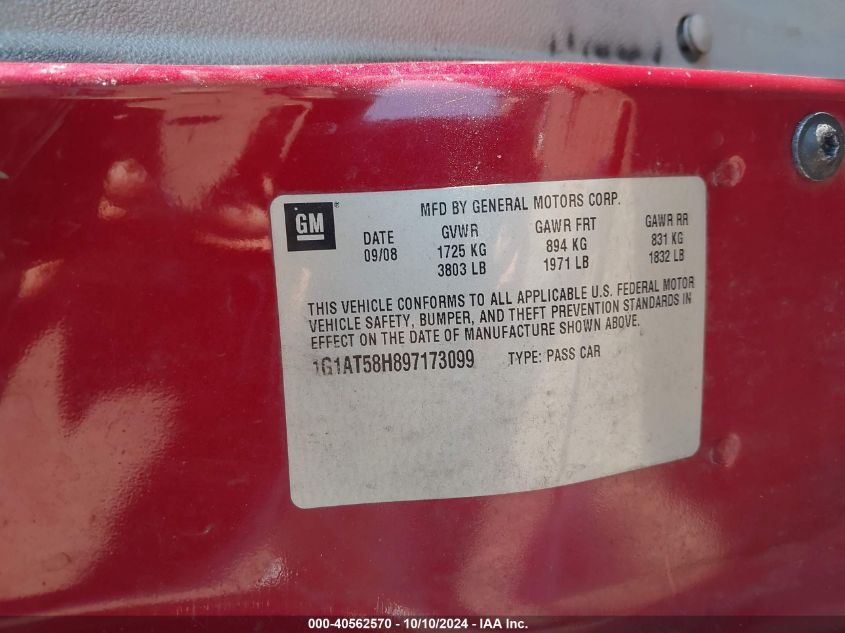 GM ®
MFD BY GENERAL MOTORS CORP.
DATE GVWR GAWR FRT GAWR RR
09/08 1725 KG 894 KG 831 KG
3803 LB 1971 LB 1832 LB
THIS VEHICLE CONFORMS TO ALL APPLICABLE U.S. FEDERAL MOTOR
VEHICLE SAFETY, BUMPER, AND THEFT PREVENTION STANDARDS IN
EFFECT ON THE DATE OF MANUFACTURE SHOWN ABOVE.
1G1AT58H897173099 TYPE: PASS CAR
000-40562570 - 10/10/2024 - IAA Inc.